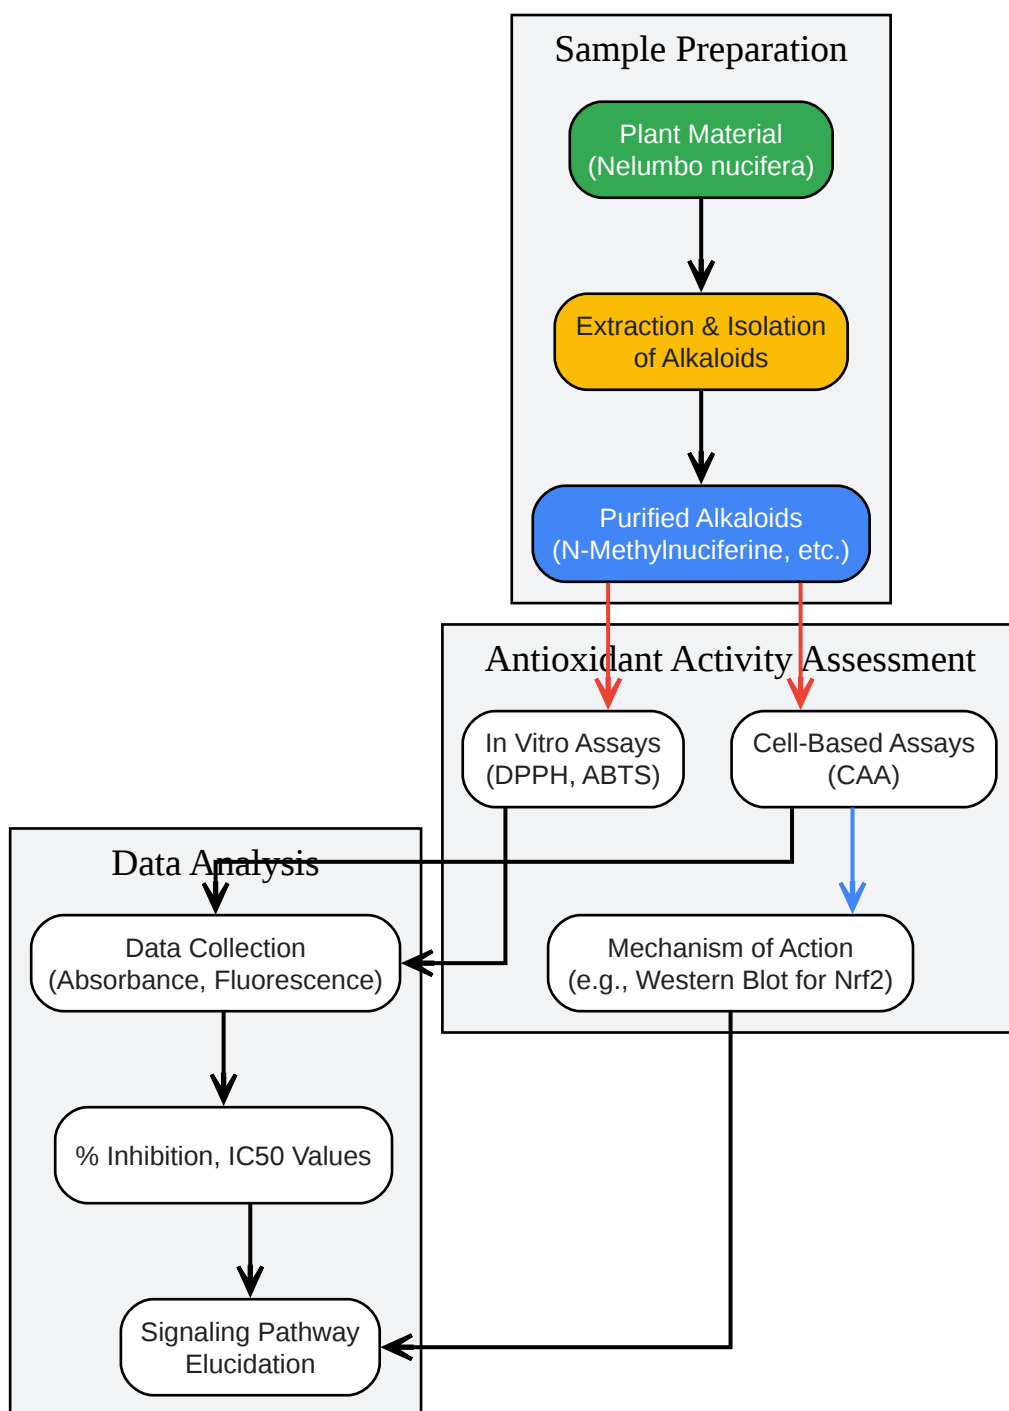 Sample Preparation
Plant Material
(Nelumbo nucifera)
Extraction & Isolation
of Alkaloids
Purified Alkaloids
(N-Methylnuciferine, etc.)
Antioxidant Activity Assessment
In Vitro Assays
(DPPH, ABTS)
Cell-Based Assays
(CAA)
Data Analysis
Data Collection
(Absorbance, Fluorescence)
Mechanism of Action
(e.g., Western Blot for Nrf2)
% Inhibition, IC50 Values
Signaling Pathway
Elucidation